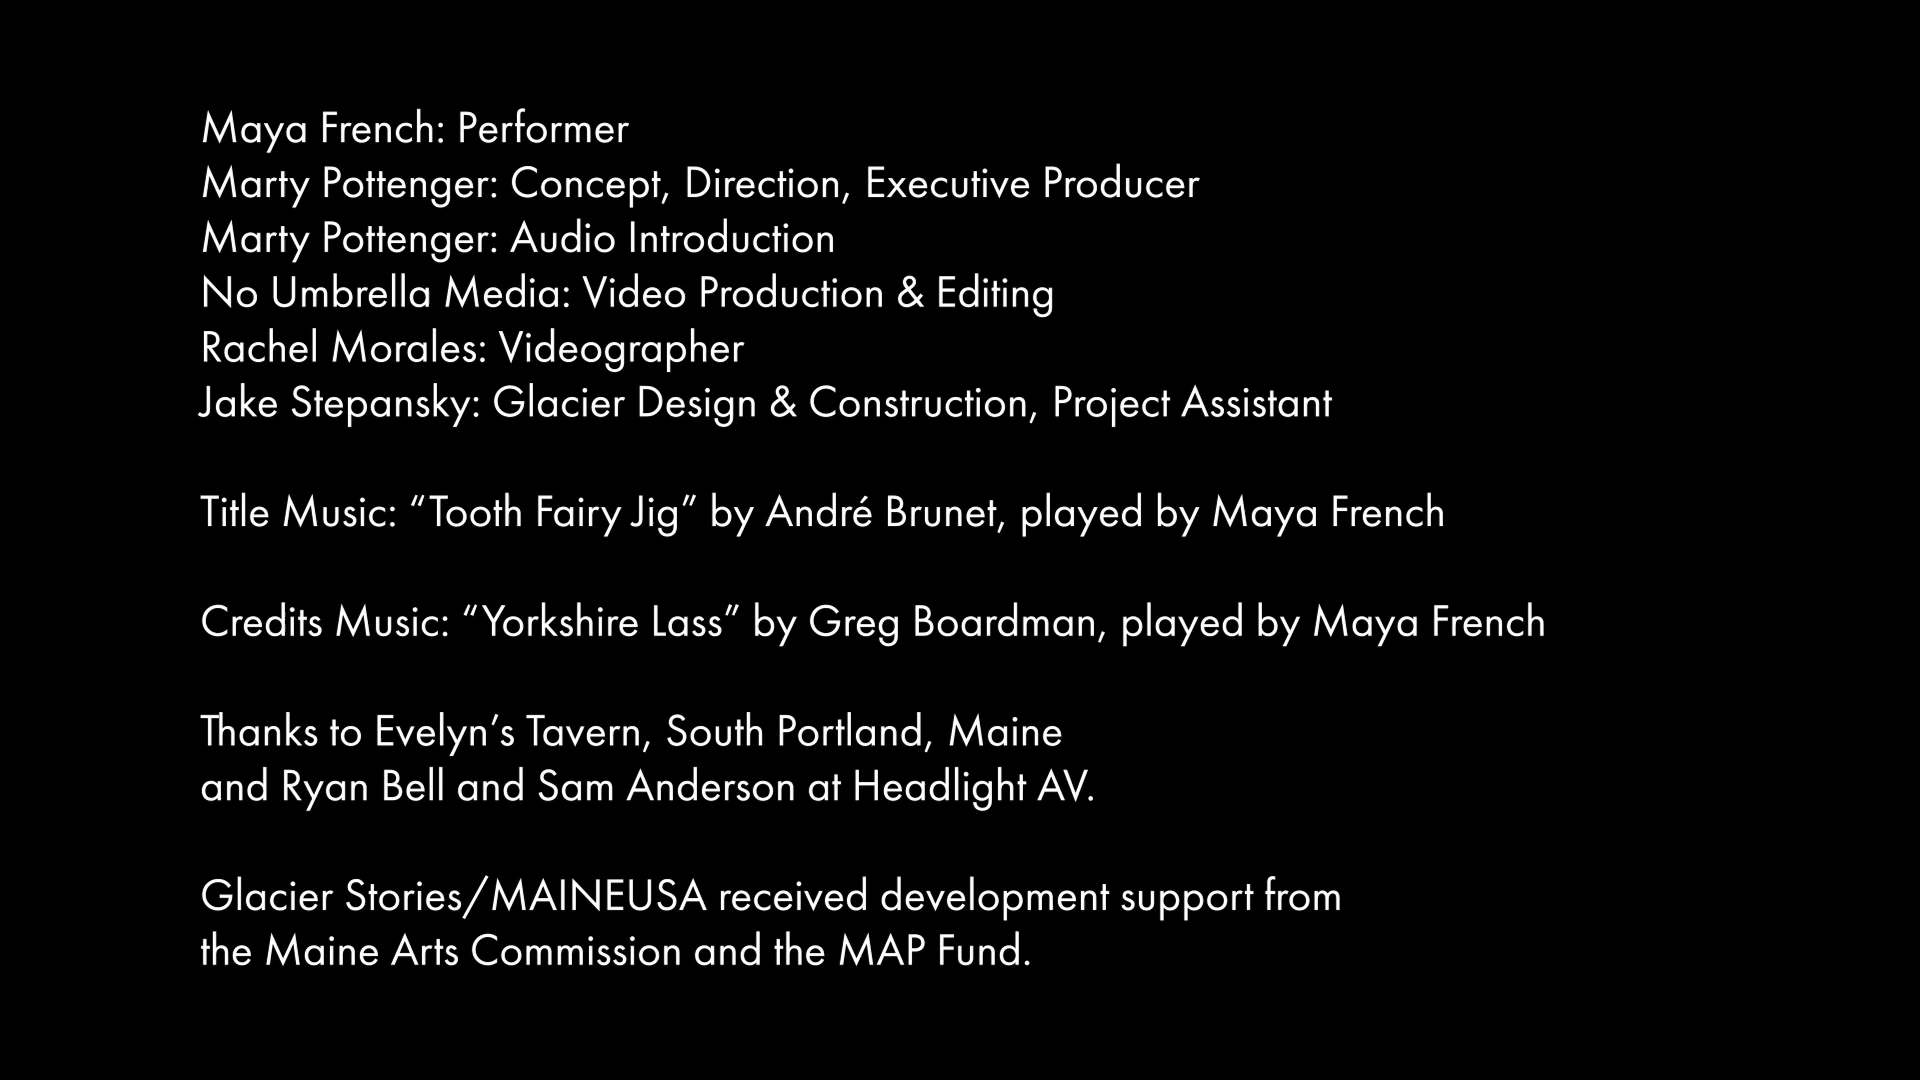 Maya French: Performer
Marty Pottenger: Concept, Direction, Executive Producer
Marty Pottenger: Audio Introduction
No Umbrella Media: Video Production & Editing
Rachel Morales: Videographer
Jake Stepansky: Glacier Design & Construction, Project Assistant
Title Music: “Tooth Fairy Jig” by André Brunet, played by Maya French
Credits Music: “Yorkshire Lass” by Greg Boardman, played by Maya French
Thanks to Evelyn’s Tavern, South Portland, Maine
and Ryan Bell and Sam Anderson at Headlight AV.
Glacier Stories/MAINEUSA received development support from
the Maine Arts Commission and the MAP Fund.